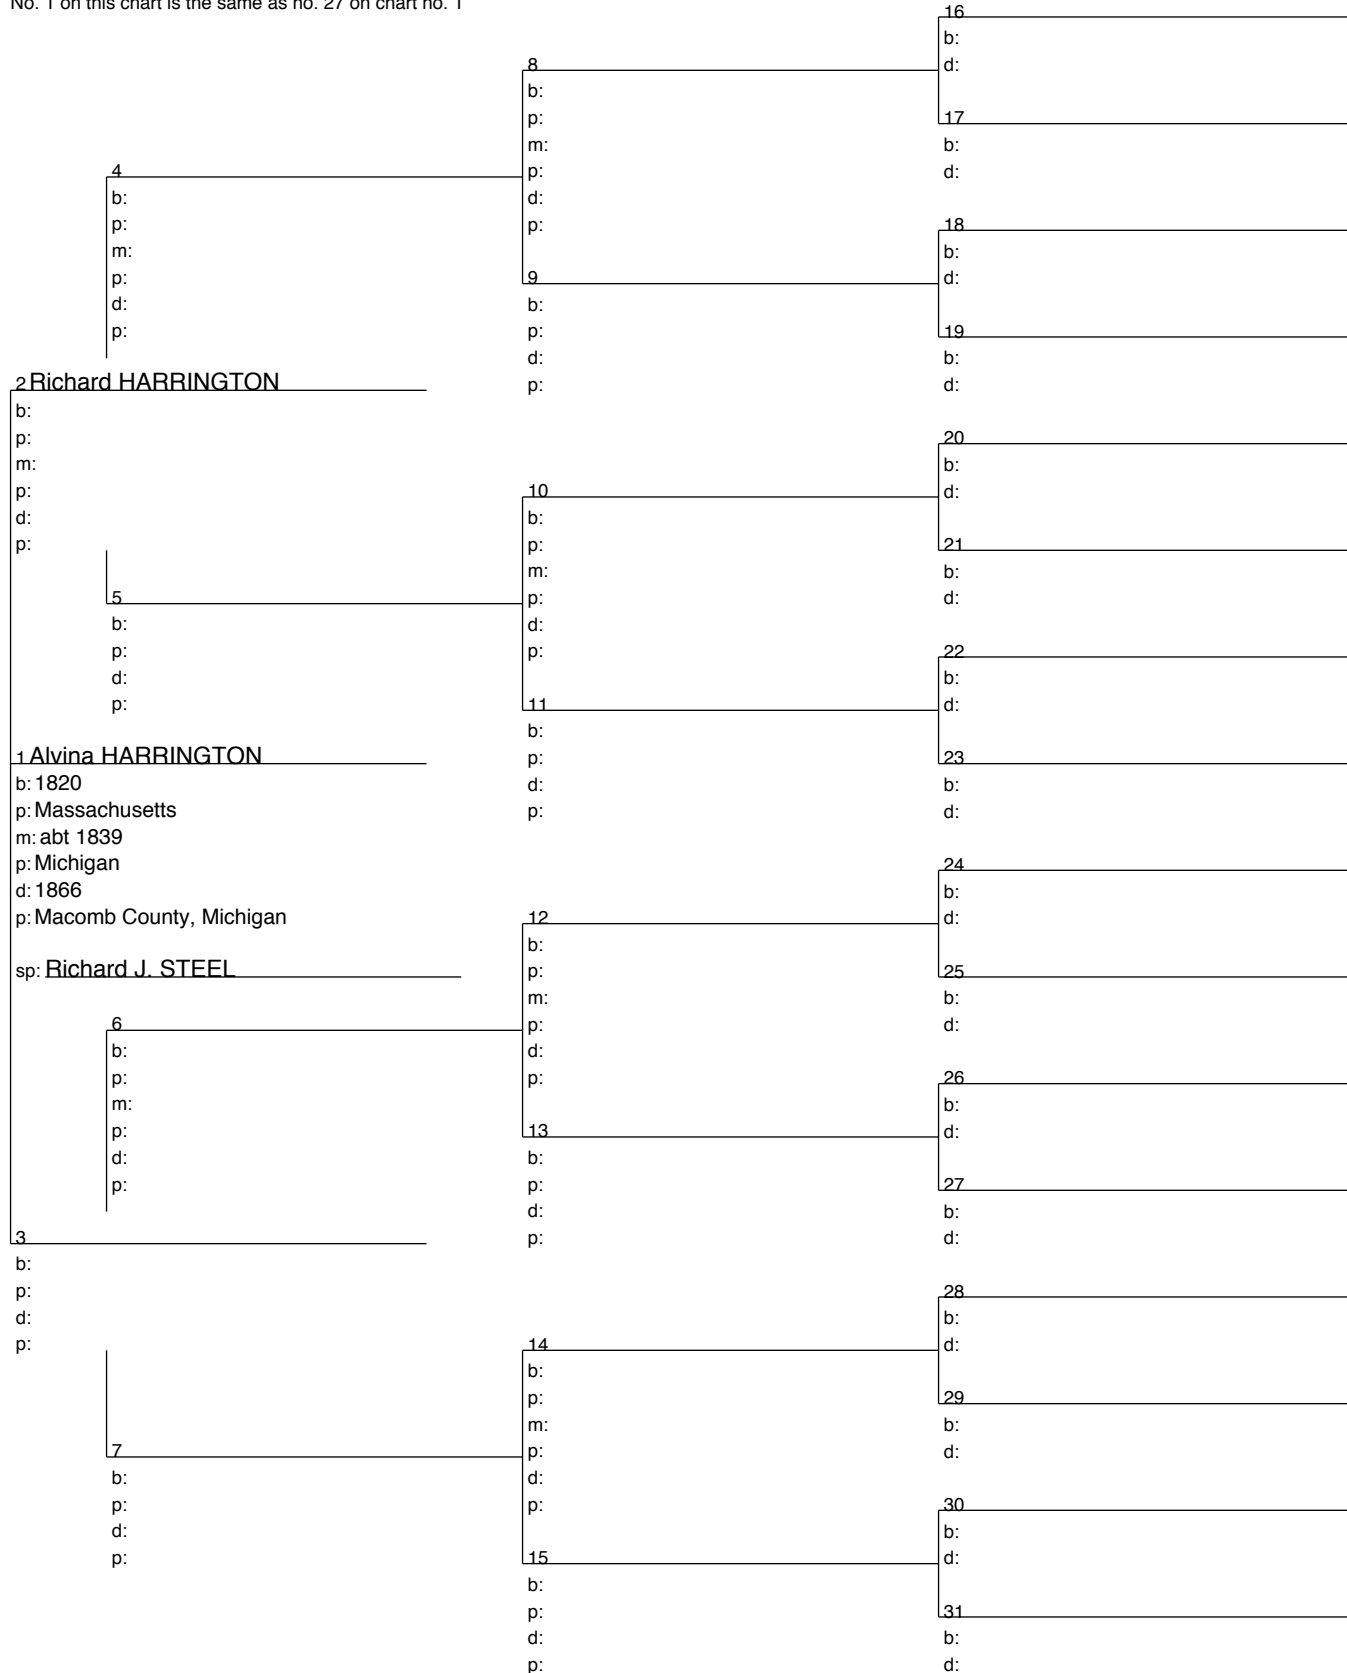 No. 1 on this chart is the same as no. 27 on chart no. 1
16
b:
d:
8
b:
p:
m:
p:
d:
p:
17
b:
d:
4
b:
p:
m:
p:
d:
p:
18
b:
d:
9
b:
p:
d:
p:
19
b:
d:
2 Richard HARRINGTON
b:
p:
m:
p:
d:
p:
20
b:
d:
10
b:
p:
m:
p:
d:
p:
21
b:
d:
5
b:
p:
d:
p:
22
b:
d:
11
b:
p:
d:
p:
23
b:
d:
1 Alvina HARRINGTON
b: 1820
p: Massachusetts
m: abt 1839
p: Michigan
d: 1866
p: Macomb County, Michigan
sp: Richard J. STEEL
24
b:
d:
12
b:
p:
m:
p:
d:
p:
25
b:
d:
6
b:
p:
m:
p:
d:
p:
26
b:
d:
13
b:
p:
d:
p:
27
b:
d:
3
b:
p:
d:
p:
28
b:
d:
14
b:
p:
m:
p:
d:
p:
29
b:
d:
7
b:
p:
d:
p:
30
b:
d:
15
b:
p:
d:
p:
31
b:
d: